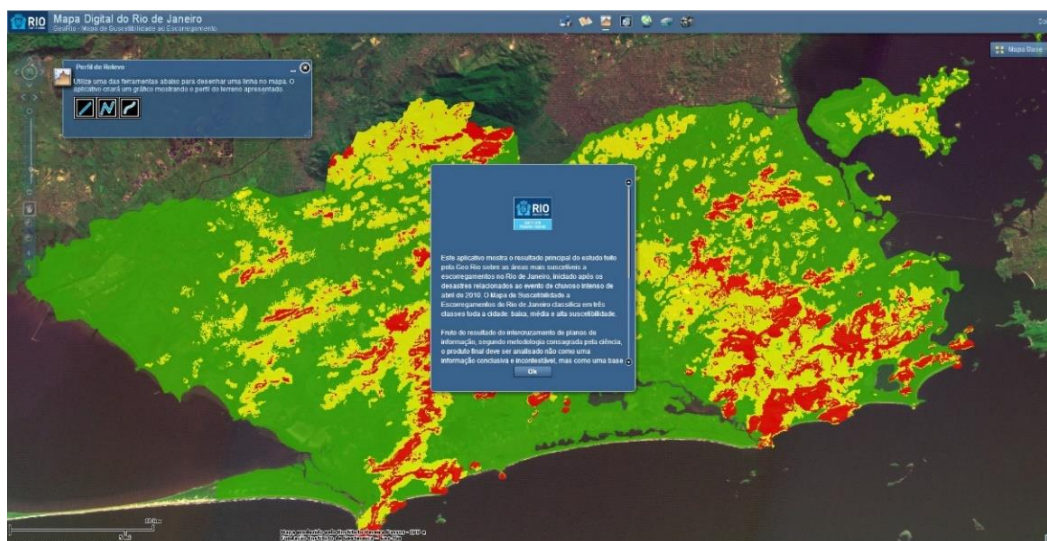 RIO
Mapa Digital do Rio de Janeiro
GeoRio - Mapa de Suscetibilidade ao Escorregamento
Mapa Base
Perfil de Relevo
Utilize uma das ferramentas abaixo para desenhar uma linha no mapa. O
aplicativo criará um gráfico mostrando o perfil do terreno apresentado.
RIO
Este aplicativo mostra o resultado principal do estudo feito
pela Geo Rio sobre as áreas mais suscetíveis a
escorregamentos no Rio de Janeiro, iniciado após os
desastres relacionados ao evento de chuvoso intenso de
abril de 2010. O Mapa de Suscetibilidade a
Escorregamentos do Rio de Janeiro classifica em três
classes toda a cidade: baixa, média e alta suscetibilidade.
Fruto do resultado do intercruzamento de planos de
informação, segundo metodologia consagrada pela ciência,
o produto final deve ser analisado não como uma
informação conclusiva e incontestável, mas como uma base
Ok